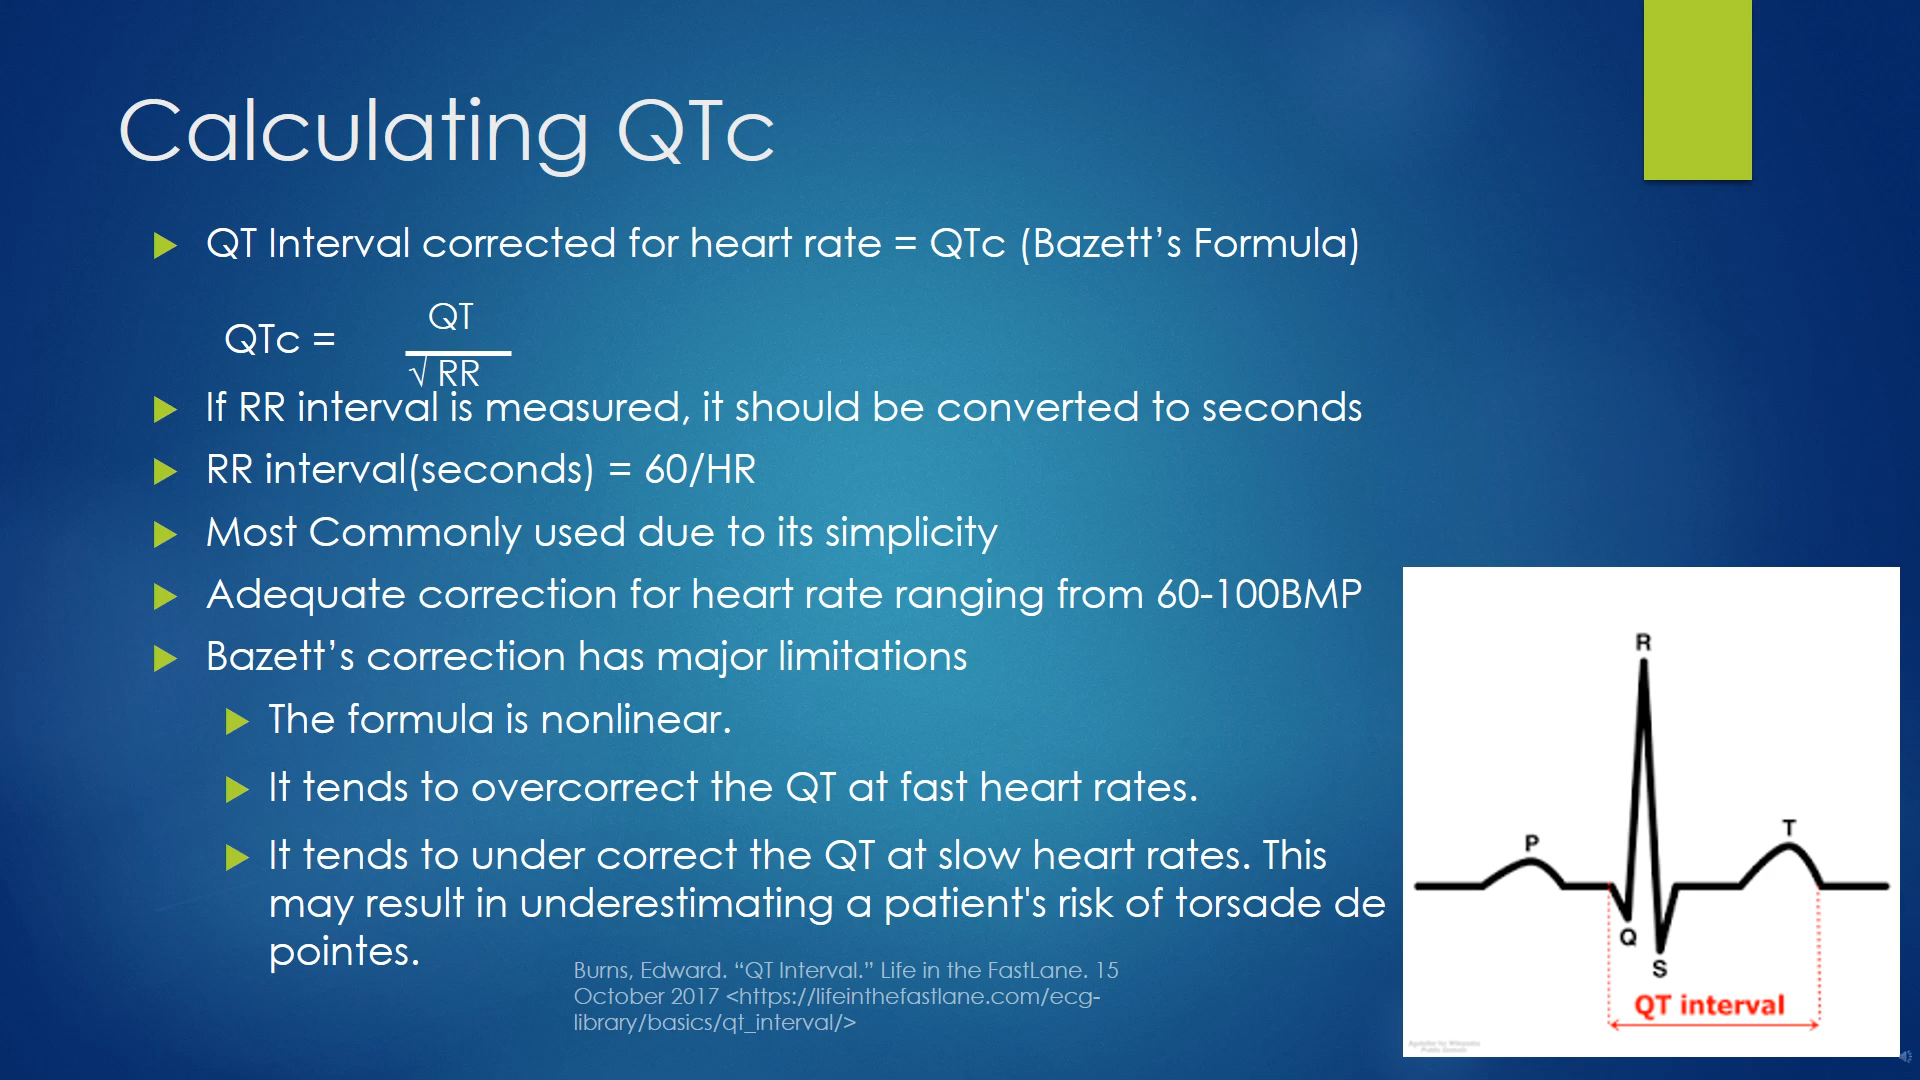 Calculating QTc
QT Interval corrected for heart rate = QTc (Bazett’s Formula)
QT
QTc =
√ RR
If RR interval is measured, it should be converted to seconds
RR interval(seconds) = 60/HR
Most Commonly used due to its simplicity
Adequate correction for heart rate ranging from 60-100BMP
Bazett’s correction has major limitations
The formula is nonlinear.
It tends to overcorrect the QT at fast heart rates.
It tends to under correct the QT at slow heart rates. This
may result in underestimating a patient's risk of torsade de
pointes.
Burns, Edward. “QT Interval.” Life in the FastLane. 15
October 2017 <https://lifeinthefastlane.com/ecg-
library/basics/qt_interval/>
R
P
T
Q
S
QT interval
Public Domain